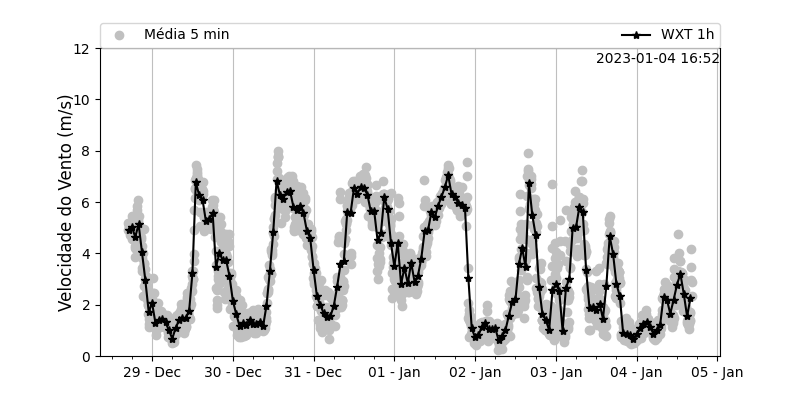 Média 5 min
WXT 1h
2023-01-04 16:52
Velocidade do Vento (m/s)
12
10
8
6
4
2
0
29 - Dec 30 - Dec 31 - Dec 01 - Jan 02 - Jan 03 - Jan 04 - Jan 05 - Jan